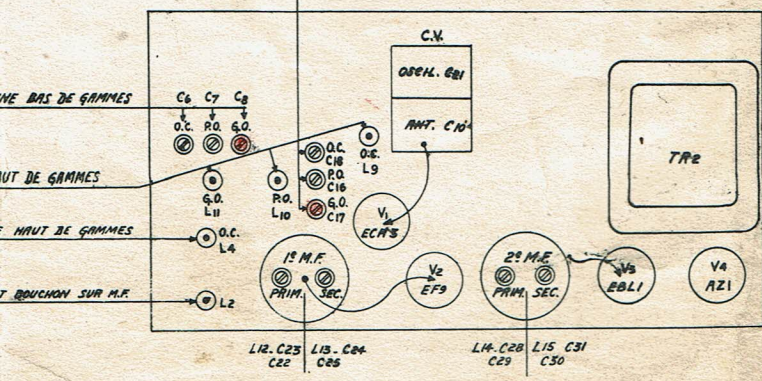 C.V.
OSCIL. C21
ANT. C10
NE BAS DE GAMMES
C6 C7 C8
O.C. P.O. G.O.
O.C.
C18
P.O.
C16
G.O.
C17
O.C.
L9
UT DE GAMMES
G.O.
L11
P.O.
L10
TR2
V1
ECH3
E HAUT DE GAMMES
O.C.
L4
1º M.F.
PRIM. SEC.
V2
EF9
2º M.F.
PRIM. SEC.
V3
EBL1
V4
AZ1
T BOUCHON SUR M.F.
L2
L12-C23
C22
L13-C24
C25
L14-C28
C29
L15 C31
C30